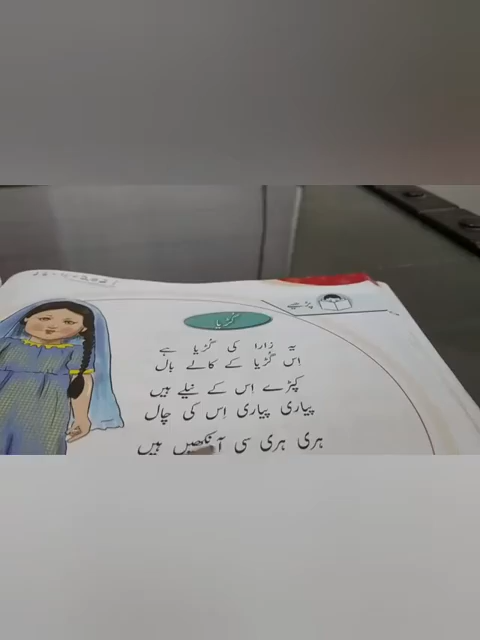 پڑھیے
گڑیا
یہ زارا کی گڑیا ہے
اس گڑیا کے کالے بال
کپڑے اس کے نیلے ہیں
پیاری پیاری اس کی چال
ہری ہری سی آنکھیں ہیں